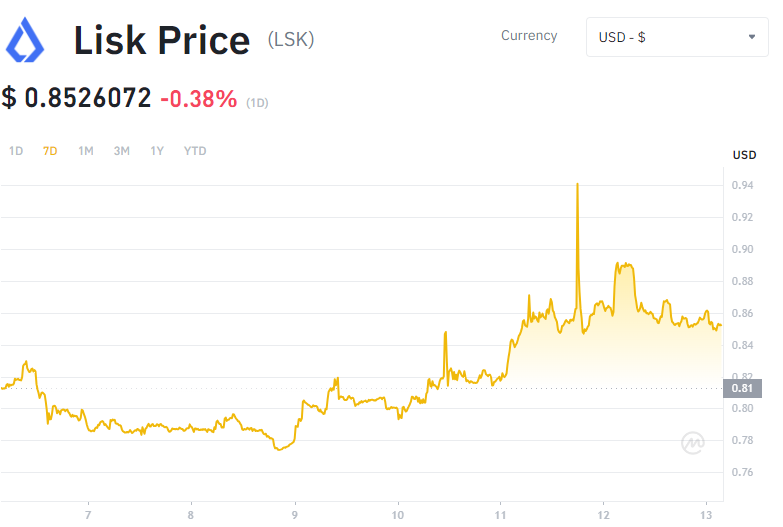 Lisk Price (LSK)
Currency
USD - $
$ 0.8526072 -0.38% (1D)
1D 7D 1M 3M 1Y YTD
USD
0.94
0.92
0.90
0.88
0.86
0.84
0.82
0.81
0.80
0.78
0.76
7 8 9 10 11 12 13